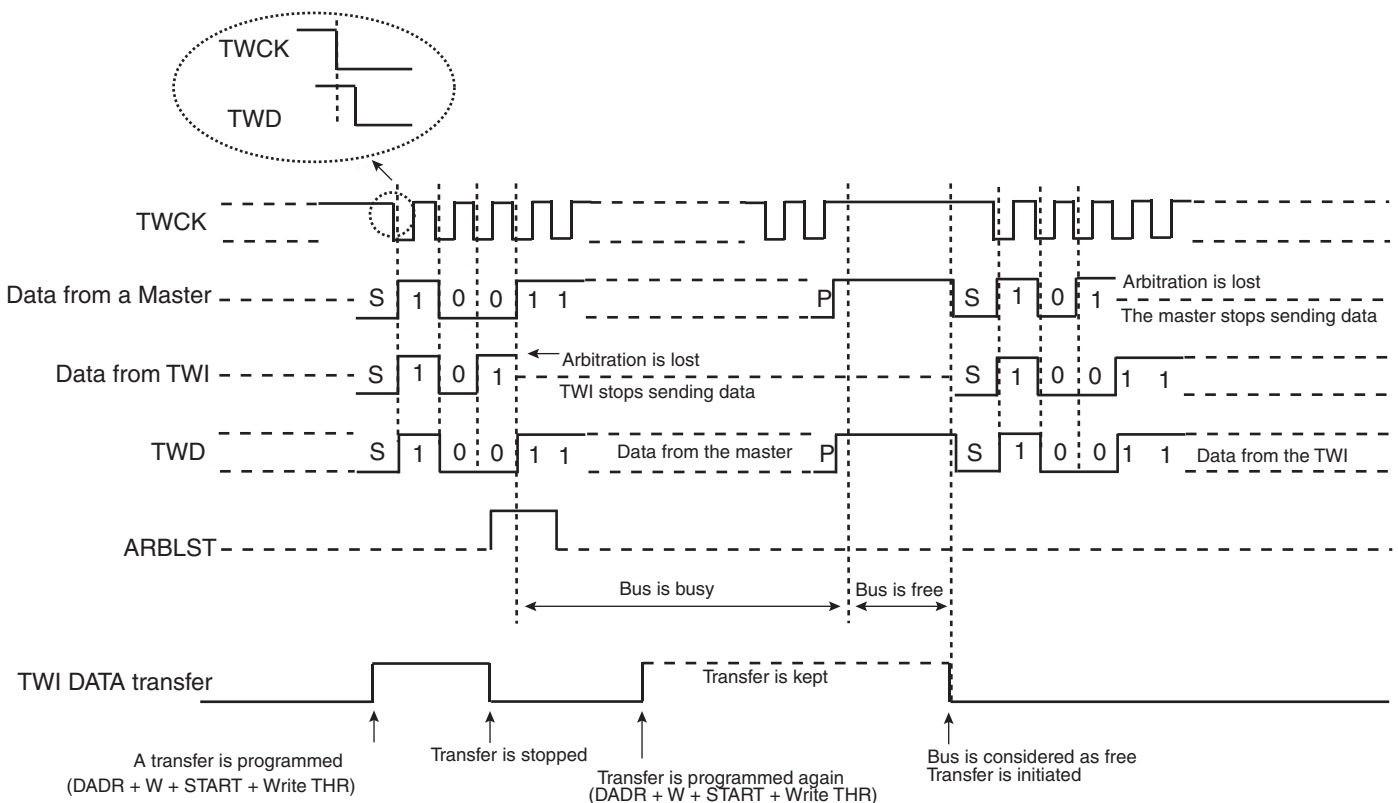 TWCK
TWD
TWCK
Data from a Master S 1 0 0 1 1 P S 1 0 1 Arbitration is lost
The master stops sending data
Data from TWI S 1 0 1 Arbitration is lost S 1 0 0 1 1
TWI stops sending data
TWD S 1 0 0 1 1 Data from the master P S 1 0 0 1 1 Data from the TWI
ARBLST
Bus is busy Bus is free
TWI DATA transfer Transfer is kept
A transfer is programmed
(DADR + W + START + Write THR)
Transfer is stopped
Transfer is programmed again
(DADR + W + START + Write THR)
Bus is considered as free
Transfer is initiated